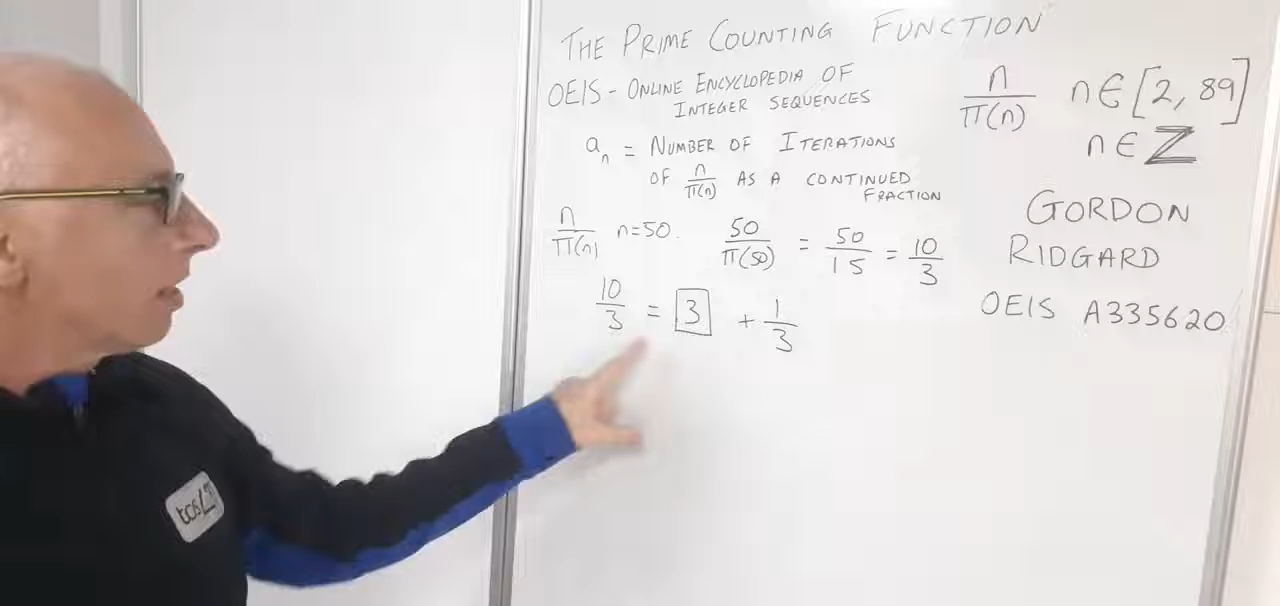 THE PRIME COUNTING FUNCTION
OEIS - ONLINE ENCYCLOPEDIA OF
INTEGER SEQUENCES
n/π(n) n∈[2, 89]
n∈ℤ
aₙ = NUMBER OF ITERATIONS
OF n/π(n) AS A CONTINUED
FRACTION
n/π(n) n=50. 50/π(50) = 50/15 = 10/3
10/3 = 3 + 1/3
GORDON
RIDGARD
OEIS A335620